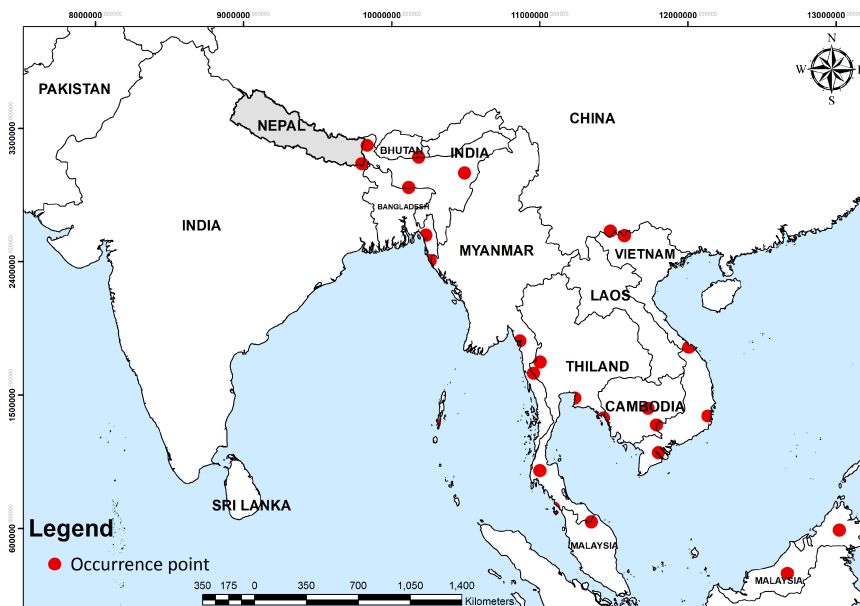 8000000 9000000 10000000 11000000 12000000 13000000
N
W E
S
PAKISTAN
CHINA
3300000
NEPAL
BHUTAN
INDIA
BANGLADESH
INDIA
MYANMAR
VIETNAM
2400000
LAOS
THILAND
CAMBODIA
1500000
SRI LANKA
600000
Legend
MALAYSIA
Occurrence point
MALAYSIA
350 175 0 350 700 1,050 1,400
Kilometers